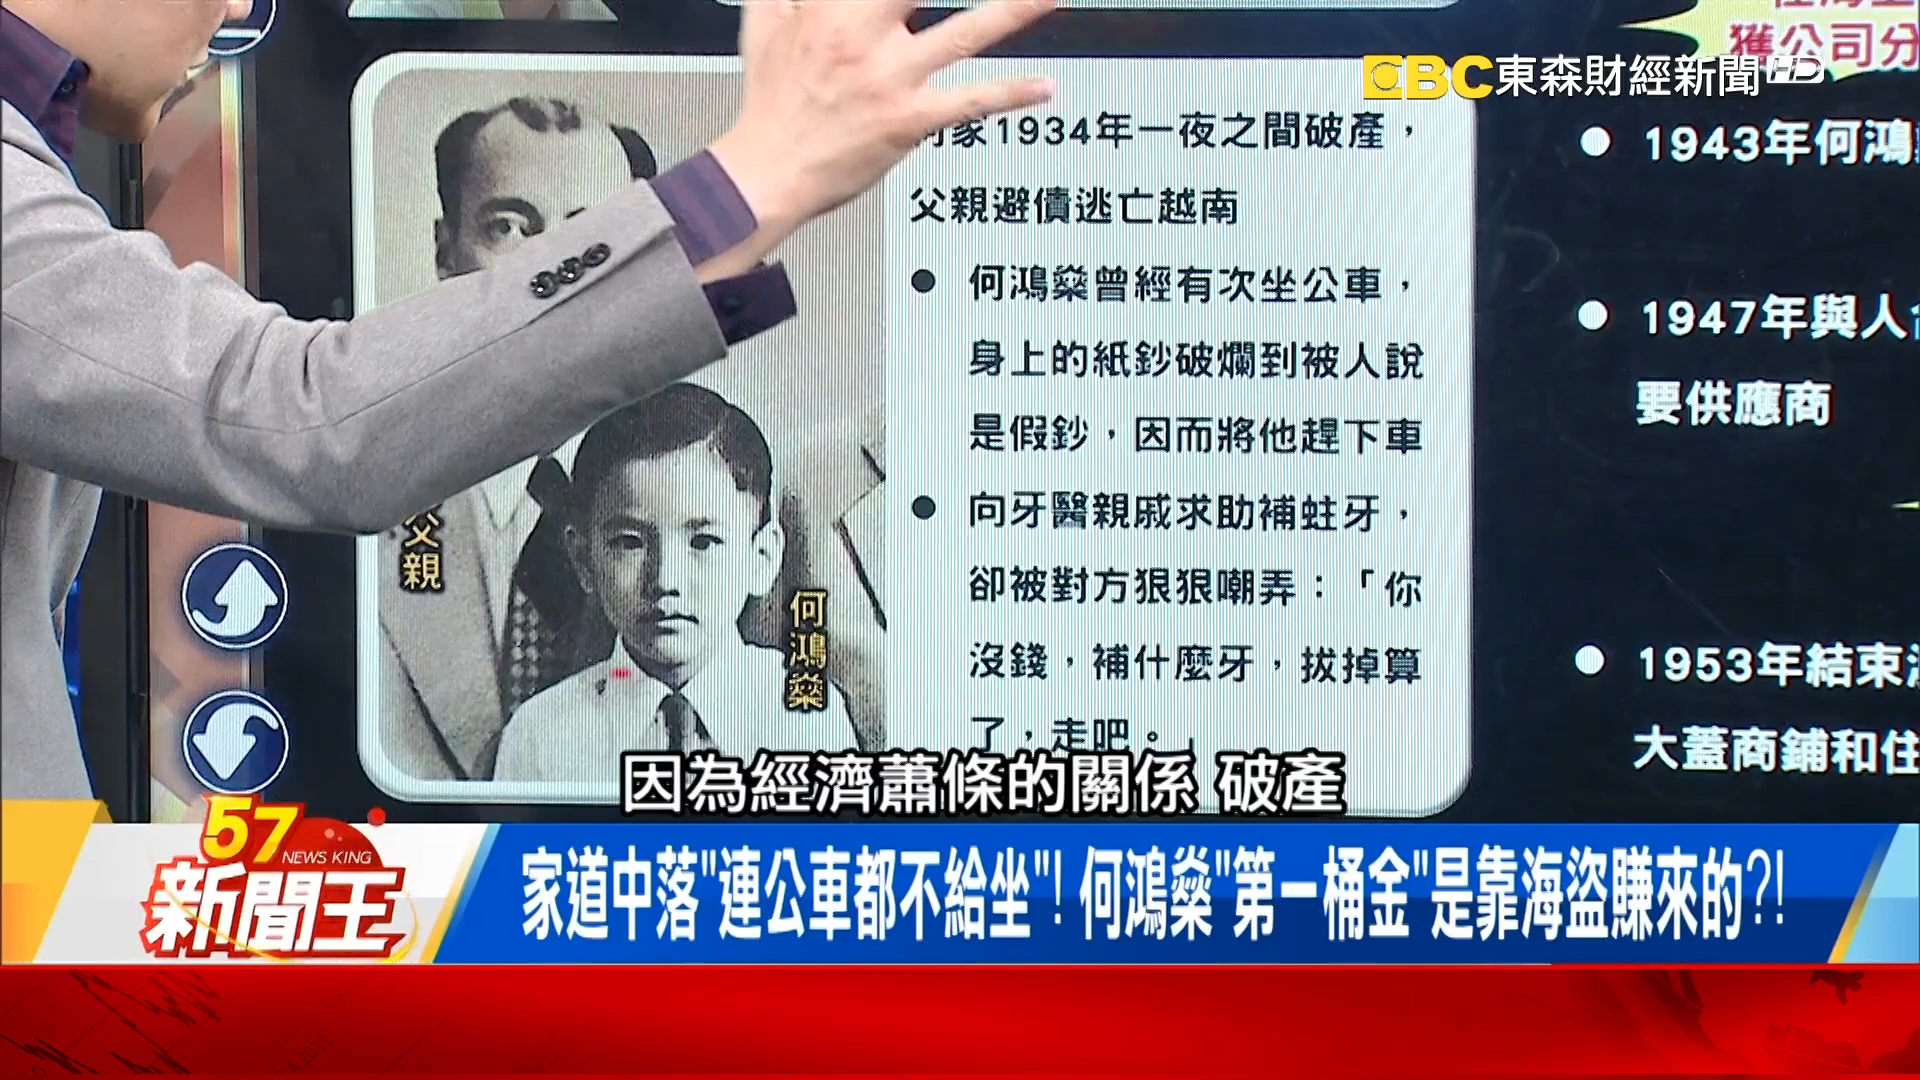 獲公司分
EBC東森財經新聞HD
何家1934年一夜之間破產，
父親避債逃亡越南
● 何鴻燊曾經有次坐公車，
身上的紙鈔破爛到被人說
是假鈔，因而將他趕下車
● 向牙醫親戚求助補蛀牙，
卻被對方狠狠嘲弄：「你
沒錢，補什麼牙，拔掉算
了，走吧。」
父親
何鴻燊
● 1943年何鴻
● 1947年與人
要供應商
● 1953年結束
大蓋商鋪和住
因為經濟蕭條的關係 破產
57
NEWS KING
新聞王
家道中落"連公車都不給坐"! 何鴻燊"第一桶金"是靠海盜賺來的?!